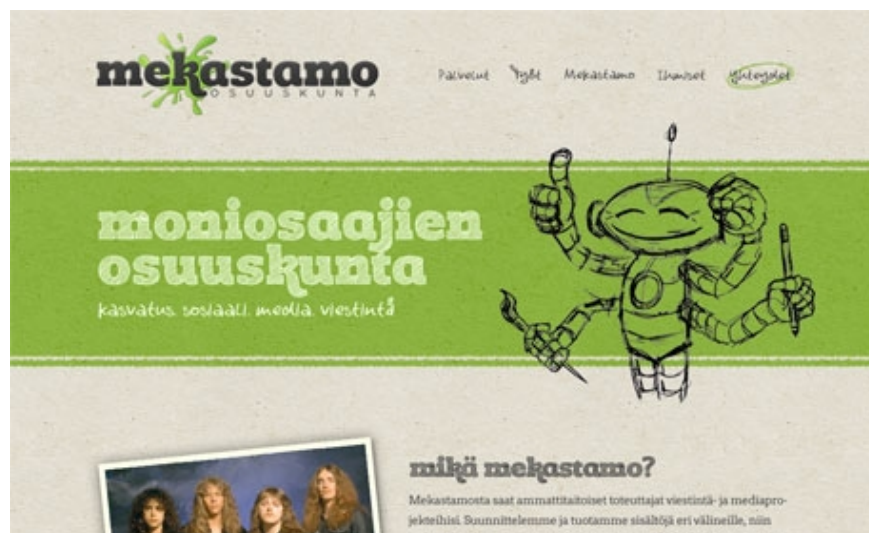 mekastamo
OSUUSKUNTA
Palvelut Työt Mekastamo Ihmiset Yhteydet
moniosaajien
osuuskunta
kasvatus. sosiaali. media. viestintä
mikä mekastamo?
Mekastamosta saat ammattitaitoiset toteuttajat viestintä- ja mediapro-
jekteihisi. Suunnittelemme ja tuotamme sisältöjä eri välineille, niin